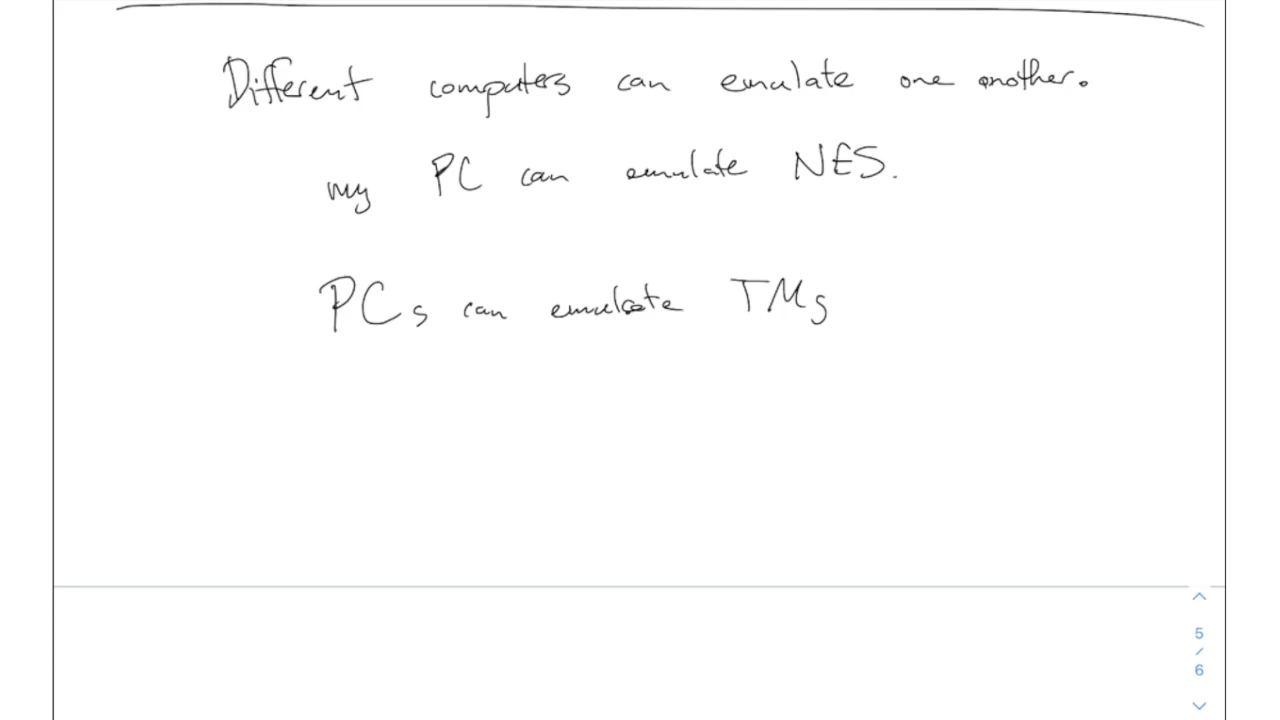 Different computers can emulate one another.
my PC can emulate NES.
PCs can emulate TMs
5
/
6